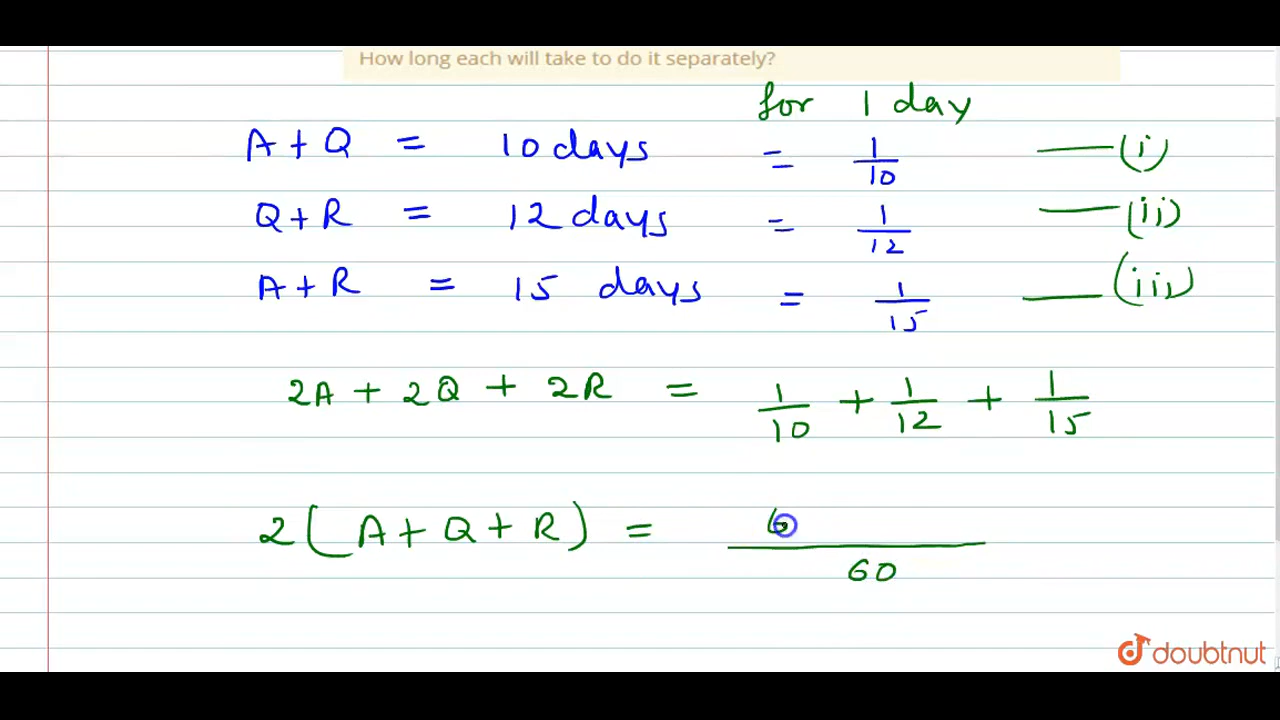 How long each will take to do it separately?
for 1 day
A + Q = 10 days = 1/10 —(i)
Q + R = 12 days = 1/12 —(ii)
A + R = 15 days = 1/15 —(iii)
2A + 2Q + 2R = 1/10 + 1/12 + 1/15
2(A + Q + R) = 6/60
doubtnut